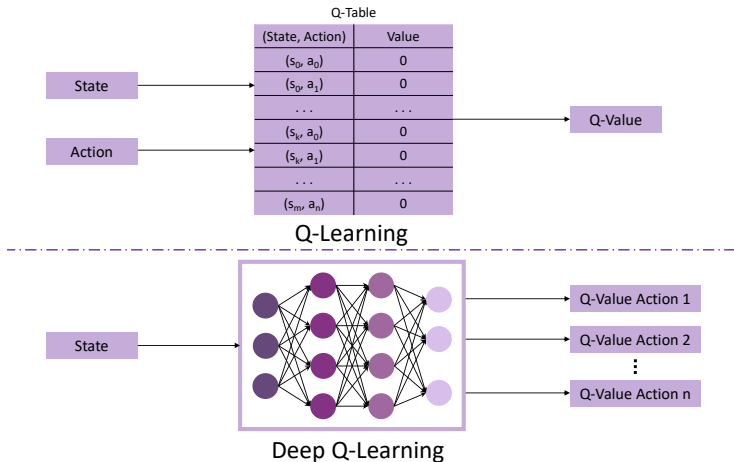 Q-Table
(State, Action) Value
(s₀, a₀) 0
State
(s₀, a₁) 0
. . . . . .
(sₖ, a₀) 0
Q-Value
Action
(sₖ, a₁) 0
. . . . . .
(sₘ, aₙ) 0
Q-Learning
Q-Value Action 1
State
Q-Value Action 2
⋮
Q-Value Action n
Deep Q-Learning